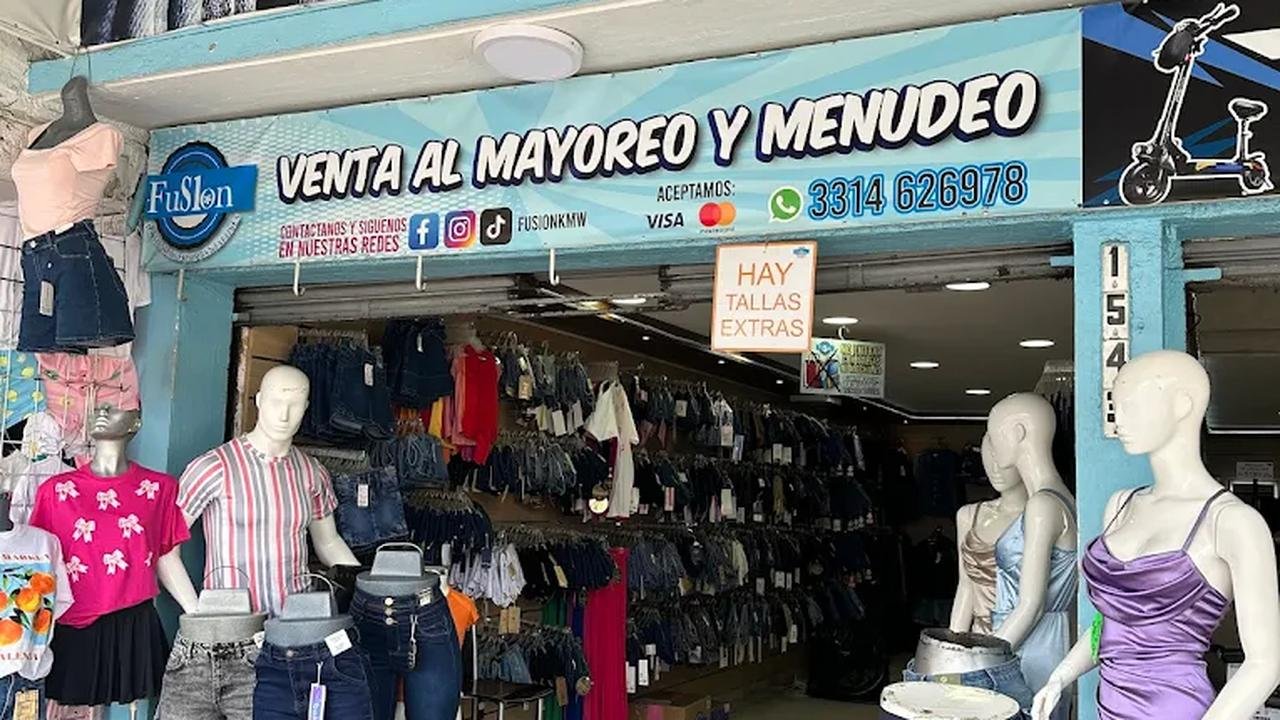 FuSIon
VENTA AL MAYOREO Y MENUDEO
CONTACTANOS Y SIGUENOS
EN NUESTRAS REDES
FUSIONKMW
ACEPTAMOS:
VISA
3314 626978
HAY
TALLAS
EXTRAS
1
5
4